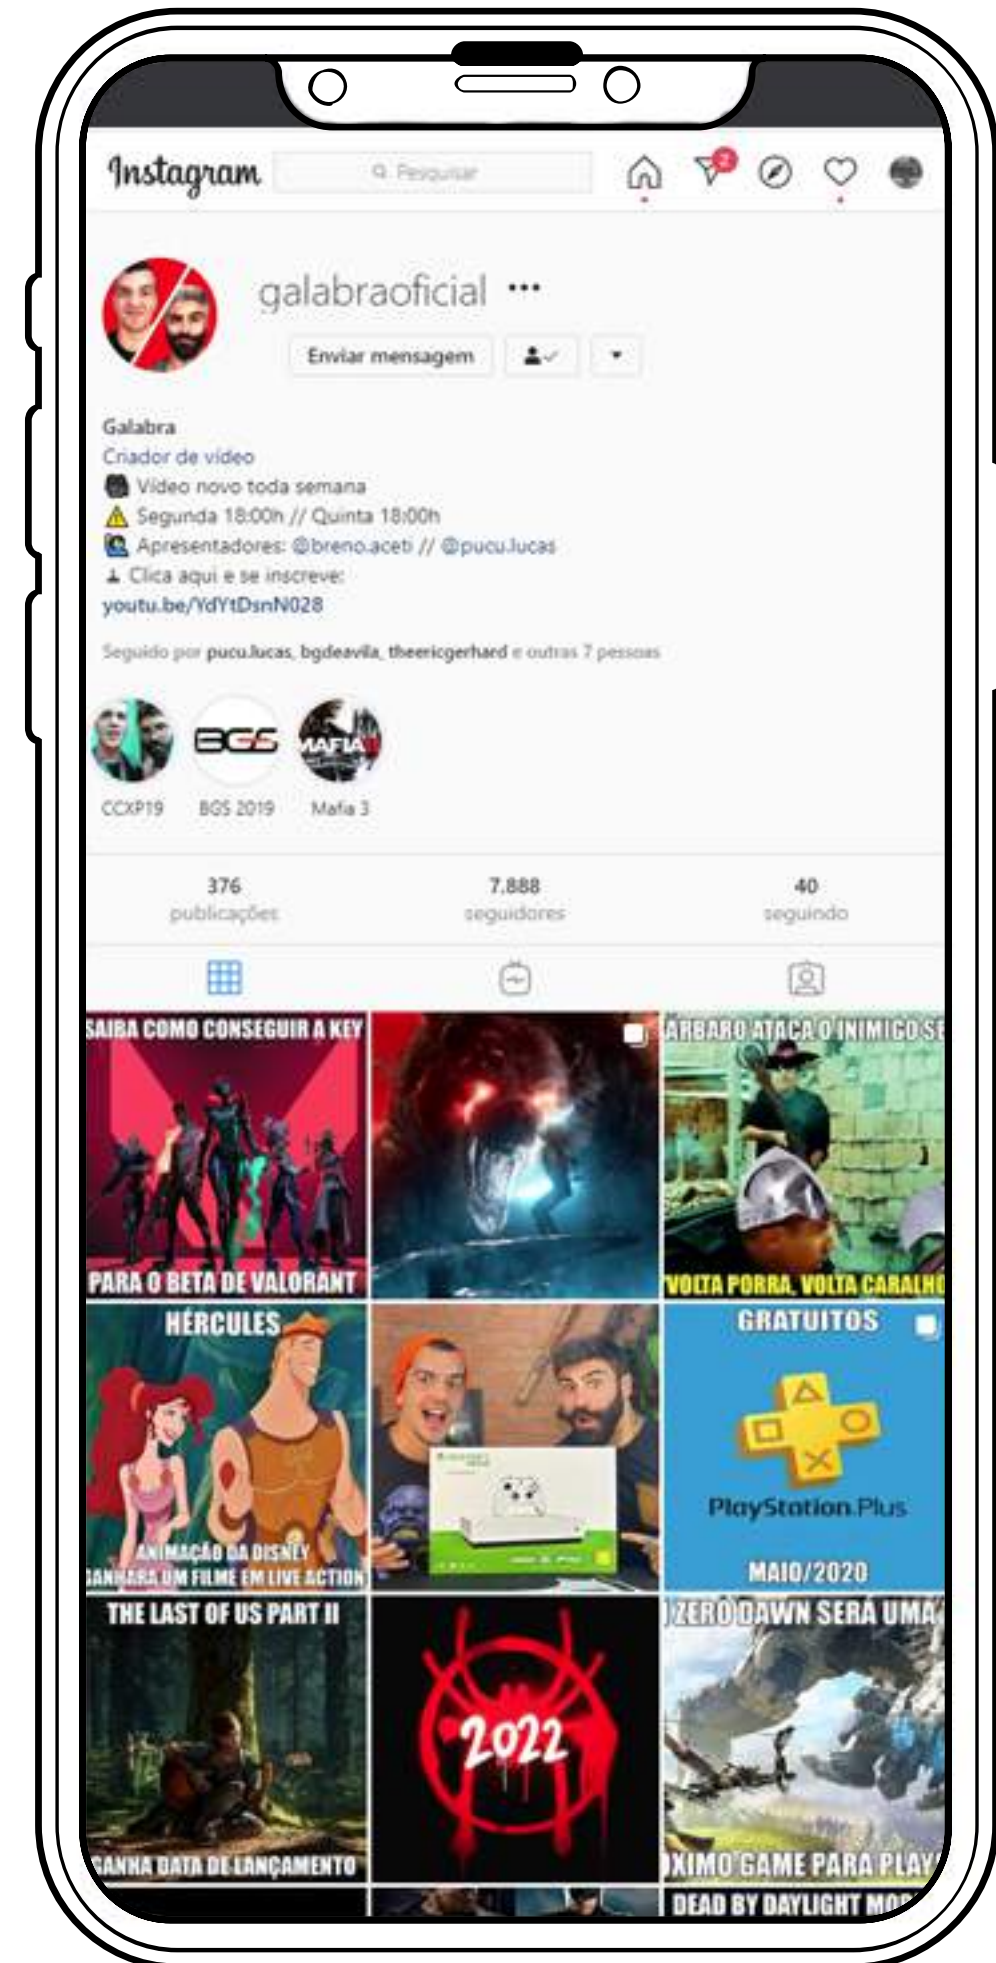 Instagram
Pesquisar
2
galabraoficial
Enviar mensagem
Galabra
Criador de vídeo
Vídeo novo toda semana
Segunda 18:00h // Quinta 18:00h
Apresentadores: @breno.aceti // @pucu.lucas
Clica aqui e se inscreve:
youtu.be/YdYtDsnN028
Seguido por pucu.lucas, bgdeavila, theericgerhard e outras 7 pessoas
BGS
MAFIA
CCXP19 BGS 2019 Mafia 3
376 7.888 40
publicações seguidores seguindo
SAIBA COMO CONSEGUIR A KEY
PARA O BETA DE VALORANT
ÁRBARO ATACA O INIMIGO SE
VOLTA PORRA, VOLTA CARALHO
HÉRCULES
ANIMAÇÃO DA DISNEY
GANHARÁ UM FILME EM LIVE ACTION
GRATUITOS
PlayStation.Plus
MAIO/2020
THE LAST OF US PART II
GANHA DATA DE LANÇAMENTO
2022
ZERO DAWN SERÁ UMA
XIMO GAME PARA PLAY
DEAD BY DAYLIGHT MO